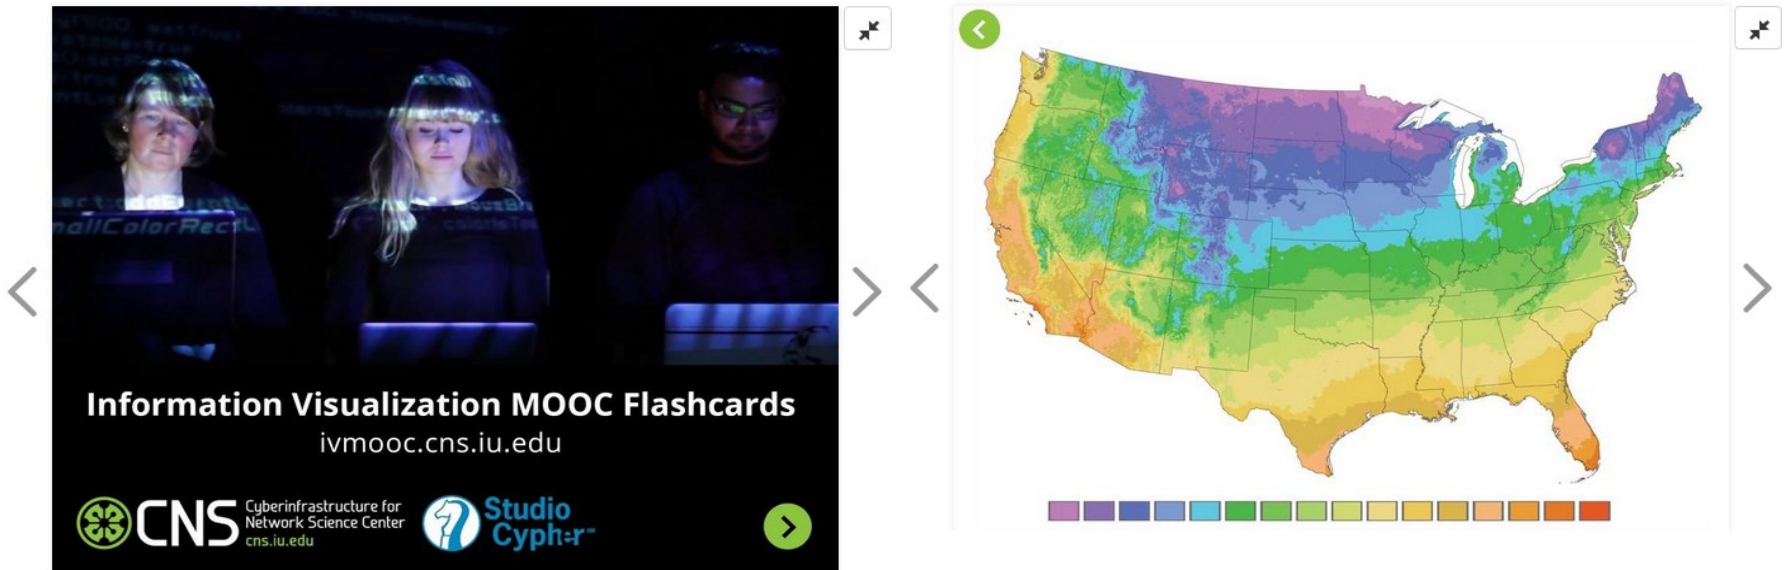 Information Visualization MOOC Flashcards
ivmooc.cns.iu.edu
CNS
Cyberinfrastructure for
Network Science Center
cns.iu.edu
Studio
Cypher